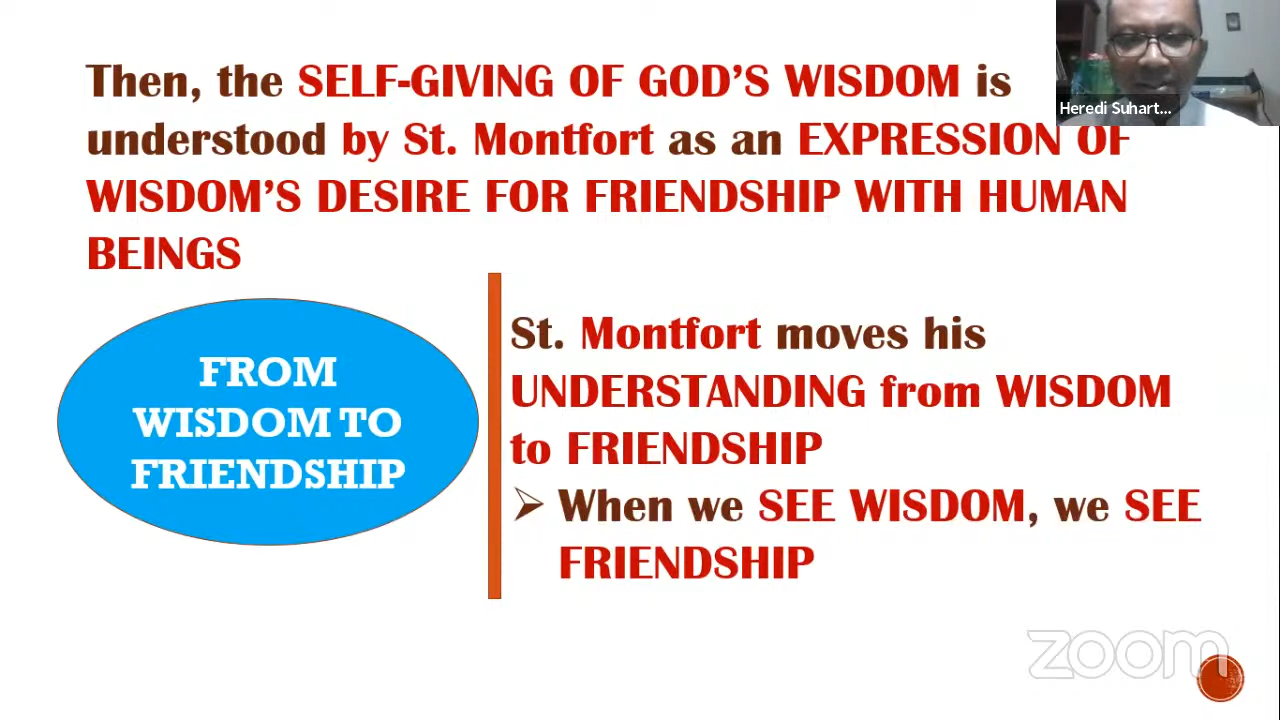 Then, the SELF-GIVING OF GOD'S WISDOM is
understood by St. Montfort as an EXPRESSION OF
WISDOM'S DESIRE FOR FRIENDSHIP WITH HUMAN
BEINGS
FROM
WISDOM TO
FRIENDSHIP
St. Montfort moves his
UNDERSTANDING from WISDOM
to FRIENDSHIP
➢ When we SEE WISDOM, we SEE
FRIENDSHIP
Heredi Suhart...
zoom